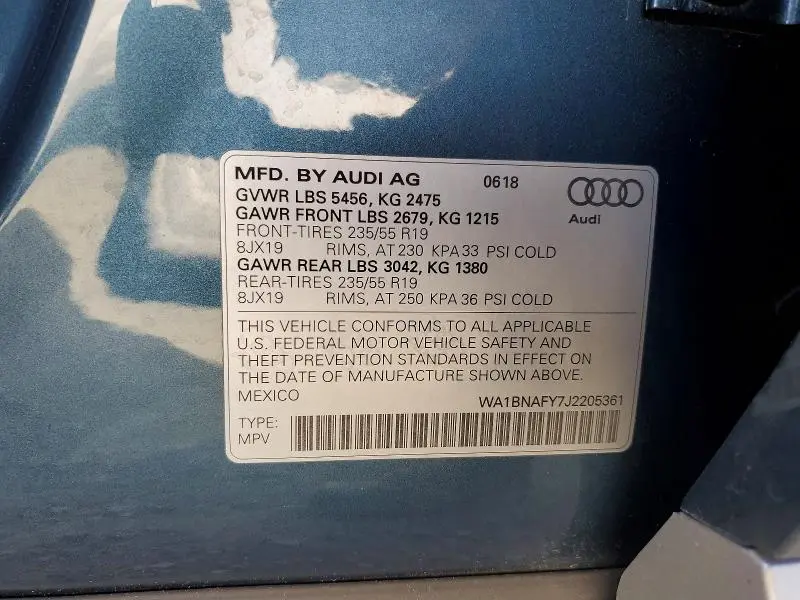 MFD. BY AUDI AG 0618
GVWR LBS 5456, KG 2475
GAWR FRONT LBS 2679, KG 1215
FRONT-TIRES 235/55 R19
8JX19 RIMS, AT 230 KPA 33 PSI COLD
GAWR REAR LBS 3042, KG 1380
REAR-TIRES 235/55 R19
8JX19 RIMS, AT 250 KPA 36 PSI COLD
Audi
THIS VEHICLE CONFORMS TO ALL APPLICABLE
U.S. FEDERAL MOTOR VEHICLE SAFETY AND
THEFT PREVENTION STANDARDS IN EFFECT ON
THE DATE OF MANUFACTURE SHOWN ABOVE.
MEXICO WA1BNAFY7J2205361
TYPE:
MPV